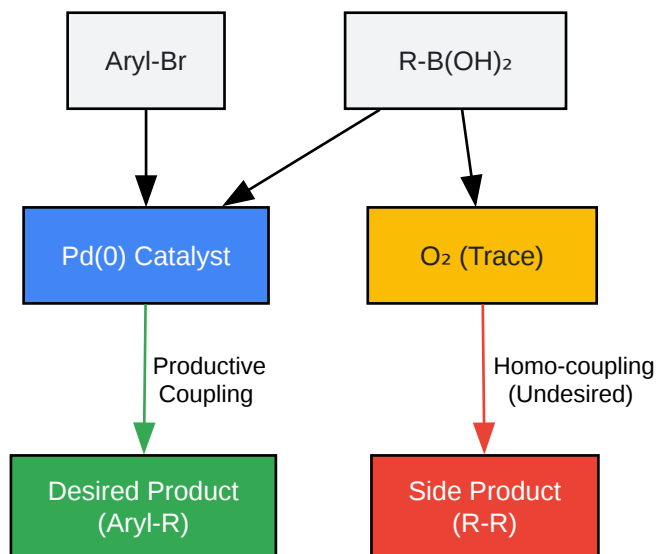 Aryl-Br
R-B(OH)₂
Pd(0) Catalyst
O₂ (Trace)
Productive
Coupling
Homo-coupling
(Undesired)
Desired Product
(Aryl-R)
Side Product
(R-R)